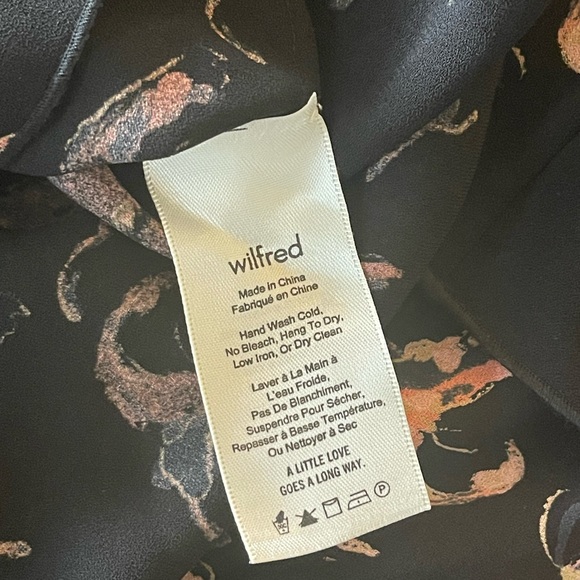 wilfred
Made in China
Fabriqué en Chine
Hand Wash Cold,
No Bleach, Hang To Dry,
Low Iron, Or Dry Clean
Laver à La Main à
L'eau Froide,
Pas De Blanchiment,
Suspendre Pour Sécher,
Repasser à Basse Température,
Ou Nettoyer à Sec
A LITTLE LOVE
GOES A LONG WAY.
P